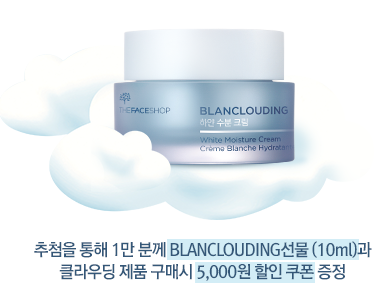 THEFACESHOP
BLANCLOUDING
하얀 수분 크림
White Moisture Cream
Crème Blanche Hydratan
추첨을 통해 1만 분께 BLANCLOUDING선물 (10ml)과
클라우딩 제품 구매시 5,000원 할인 쿠폰 증정